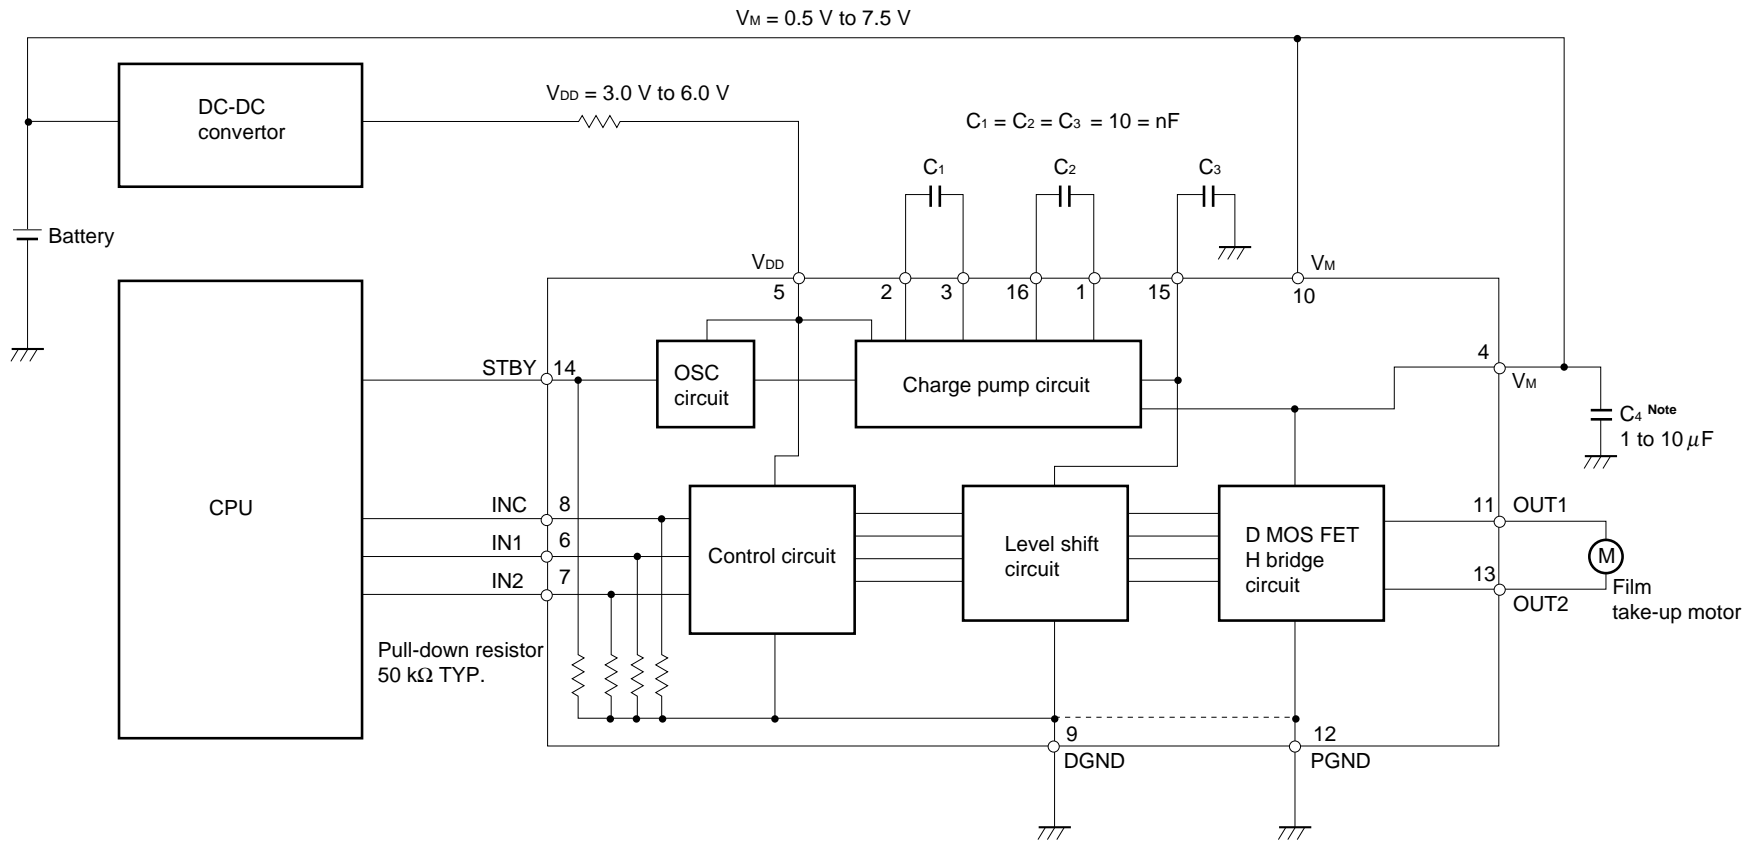 VM = 0.5 V to 7.5 V
DC-DC
convertor
VDD = 3.0 V to 6.0 V
C1 = C2 = C3 = 10 = nF
C1
C2
C3
Battery
VDD
VM
5
2
3
16
1
15
10
STBY
14
OSC
circuit
Charge pump circuit
4
VM
C4 Note
1 to 10 μF
CPU
INC
8
IN1
6
IN2
7
Control circuit
Level shift
circuit
D MOS FET
H bridge
circuit
11
OUT1
M
13
OUT2
Film
take-up motor
Pull-down resistor
50 kΩ TYP.
9
DGND
12
PGND